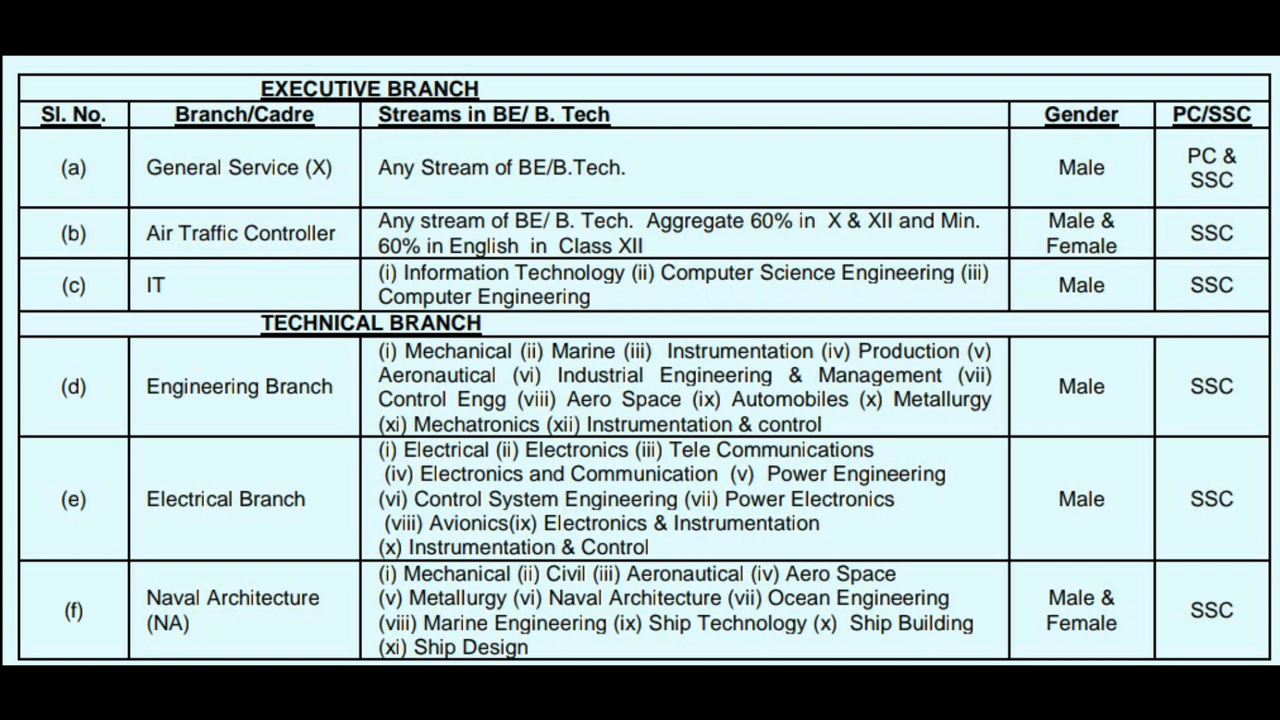 EXECUTIVE BRANCH
Sl. No. Branch/Cadre Streams in BE/ B. Tech Gender PC/SSC
(a) General Service (X) Any Stream of BE/B.Tech. Male PC & SSC
(b) Air Traffic Controller Any stream of BE/ B. Tech. Aggregate 60% in X & XII and Min.
60% in English in Class XII Male & Female SSC
(c) IT (i) Information Technology (ii) Computer Science Engineering (iii)
Computer Engineering Male SSC
TECHNICAL BRANCH
(d) Engineering Branch (i) Mechanical (ii) Marine (iii) Instrumentation (iv) Production (v)
Aeronautical (vi) Industrial Engineering & Management (vii)
Control Engg (viii) Aero Space (ix) Automobiles (x) Metallurgy
(xi) Mechatronics (xii) Instrumentation & control Male SSC
(e) Electrical Branch (i) Electrical (ii) Electronics (iii) Tele Communications
(iv) Electronics and Communication (v) Power Engineering
(vi) Control System Engineering (vii) Power Electronics
(viii) Avionics(ix) Electronics & Instrumentation
(x) Instrumentation & Control Male SSC
(f) Naval Architecture (NA) (i) Mechanical (ii) Civil (iii) Aeronautical (iv) Aero Space
(v) Metallurgy (vi) Naval Architecture (vii) Ocean Engineering
(viii) Marine Engineering (ix) Ship Technology (x) Ship Building
(xi) Ship Design Male & Female SSC